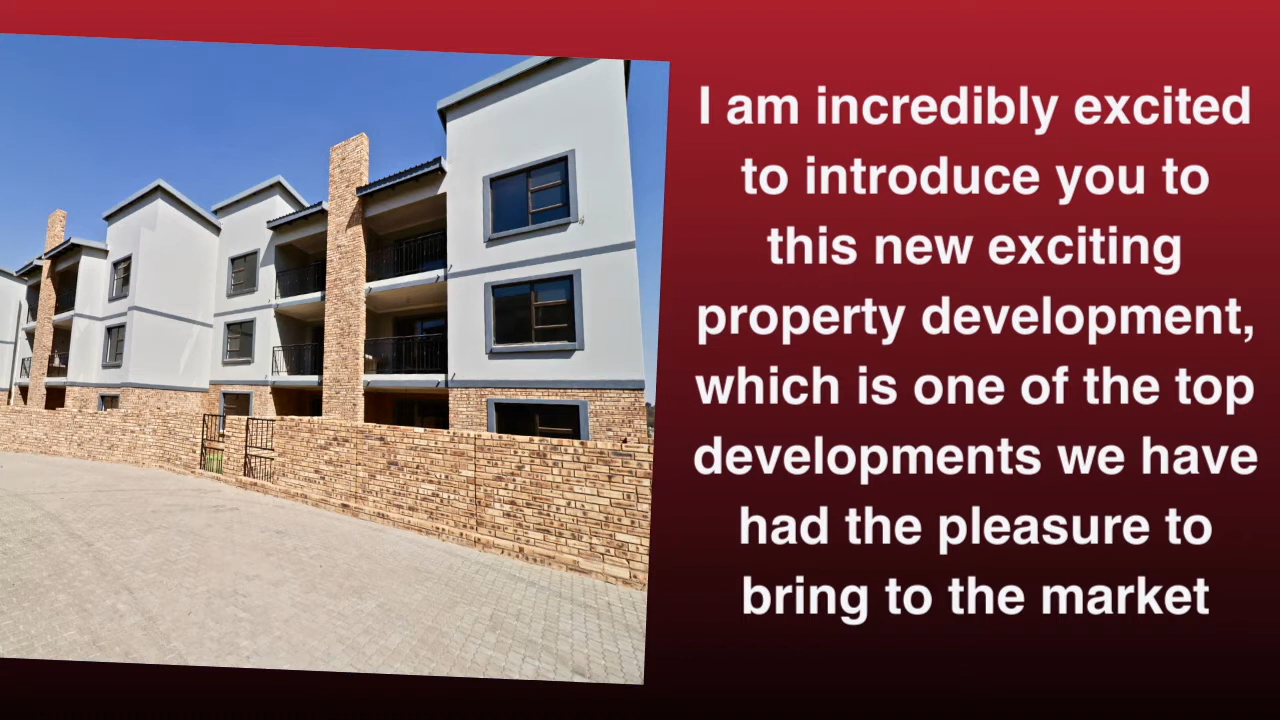 I am incredibly excited
to introduce you to
this new exciting
property development,
which is one of the top
developments we have
had the pleasure to
bring to the market